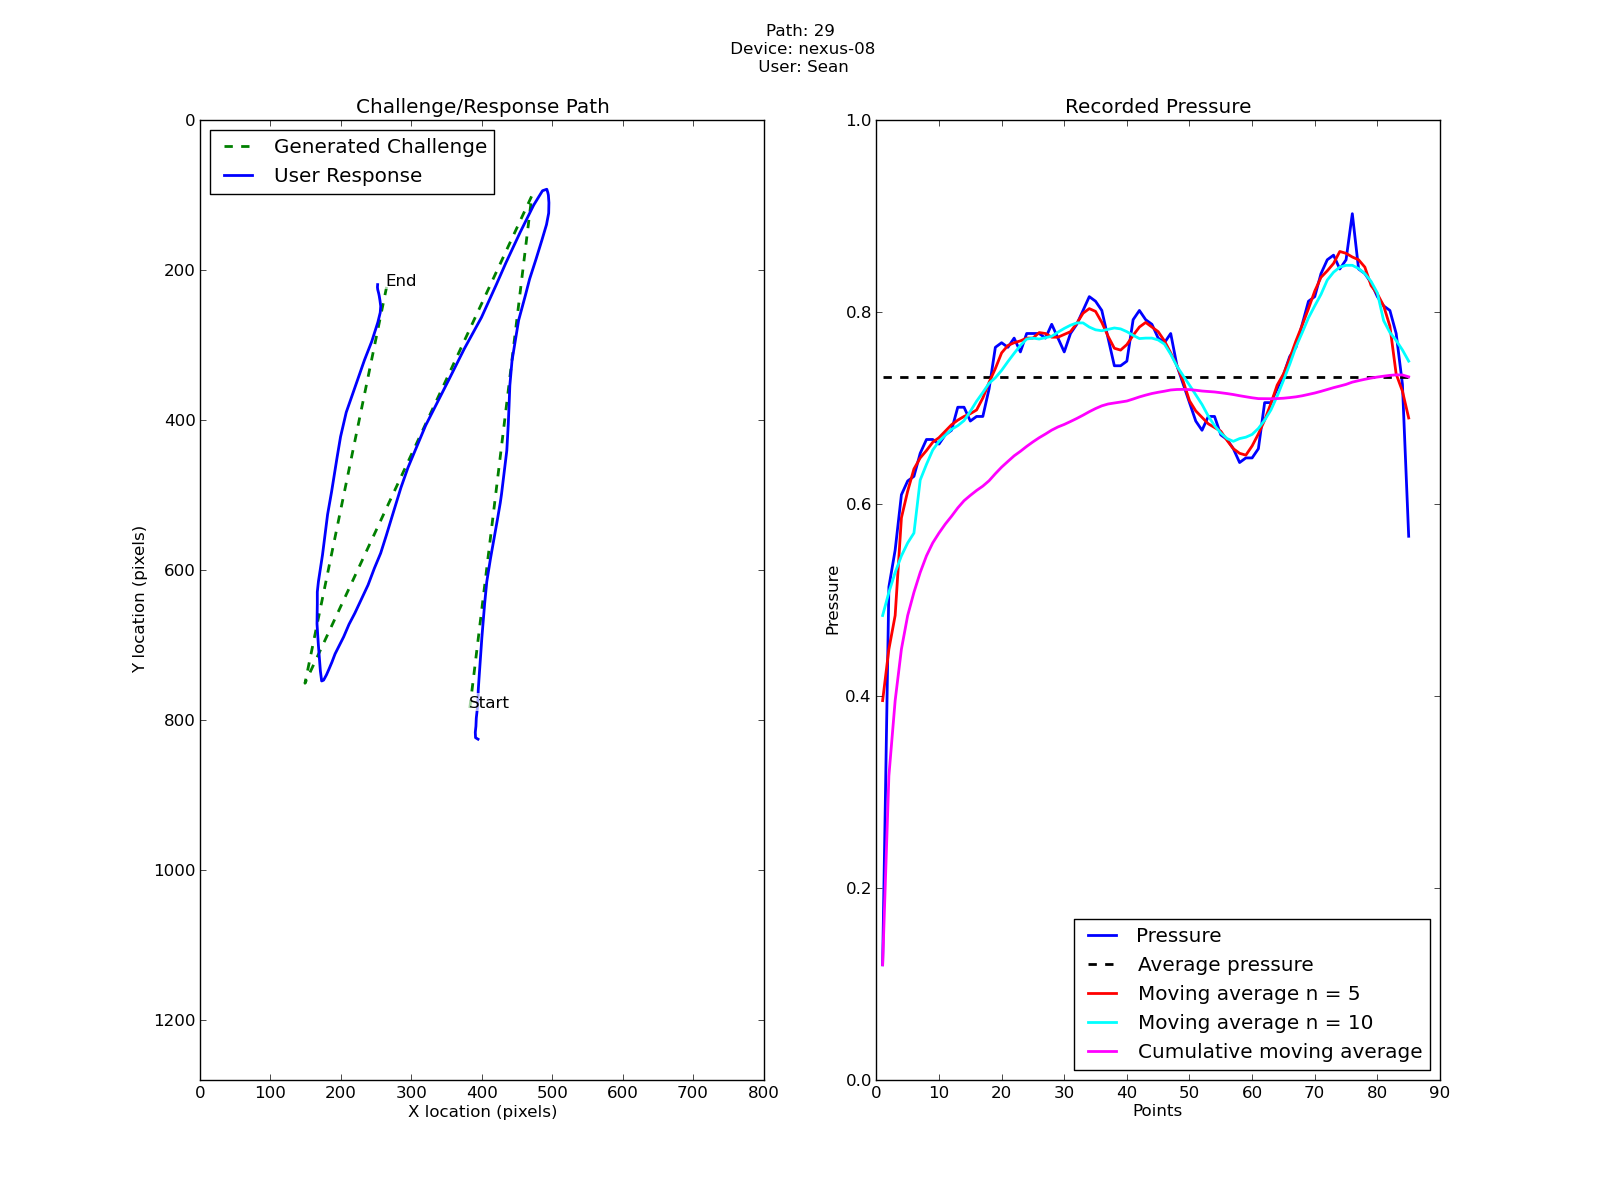 Path: 29
Device: nexus-08
User: Sean
Challenge/Response Path
Generated Challenge
User Response
End
Start
0
200
400
600
800
1000
1200
Y location (pixels)
0 100 200 300 400 500 600 700 800
X location (pixels)
Recorded Pressure
1.0
0.8
0.6
0.4
0.2
0.0
Pressure
Pressure
Average pressure
Moving average n = 5
Moving average n = 10
Cumulative moving average
0 10 20 30 40 50 60 70 80 90
Points